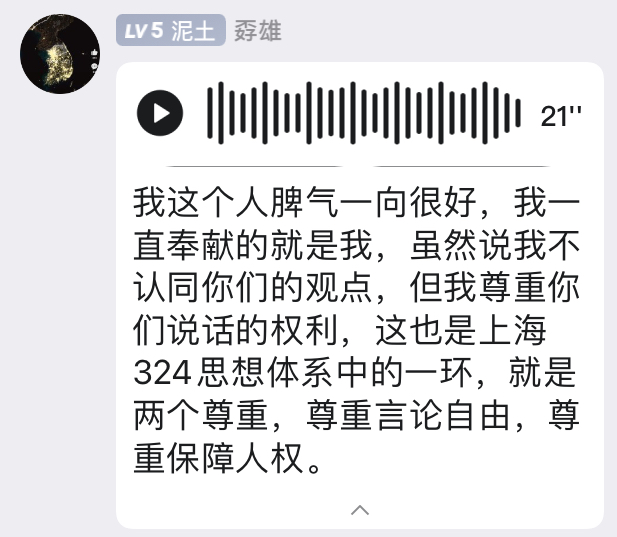 LV5 泥土 孬雄
21''
我这个人脾气一向很好，我一
直奉献的就是我，虽然说我不
认同你们的观点，但我尊重你
们说话的权利，这也是上海
324思想体系中的一环，就是
两个尊重，尊重言论自由，尊
重保障人权。